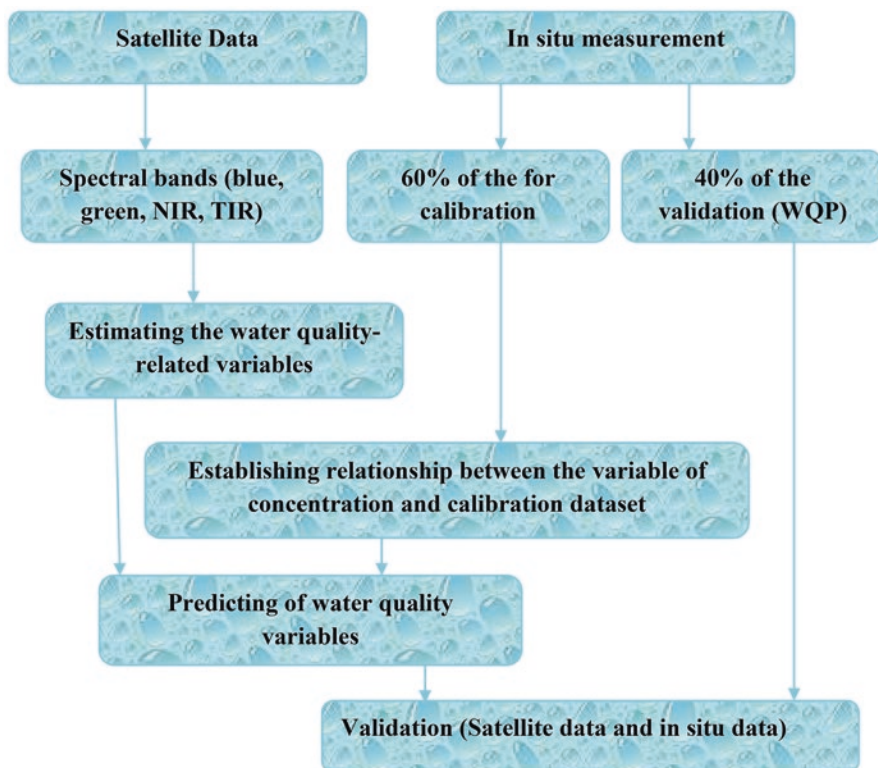 Satellite Data
In situ measurement
Spectral bands (blue,
green, NIR, TIR)
60% of the for
calibration
40% of the
validation (WQP)
Estimating the water quality-
related variables
Establishing relationship between the variable of
concentration and calibration dataset
Predicting of water quality
variables
Validation (Satellite data and in situ data)